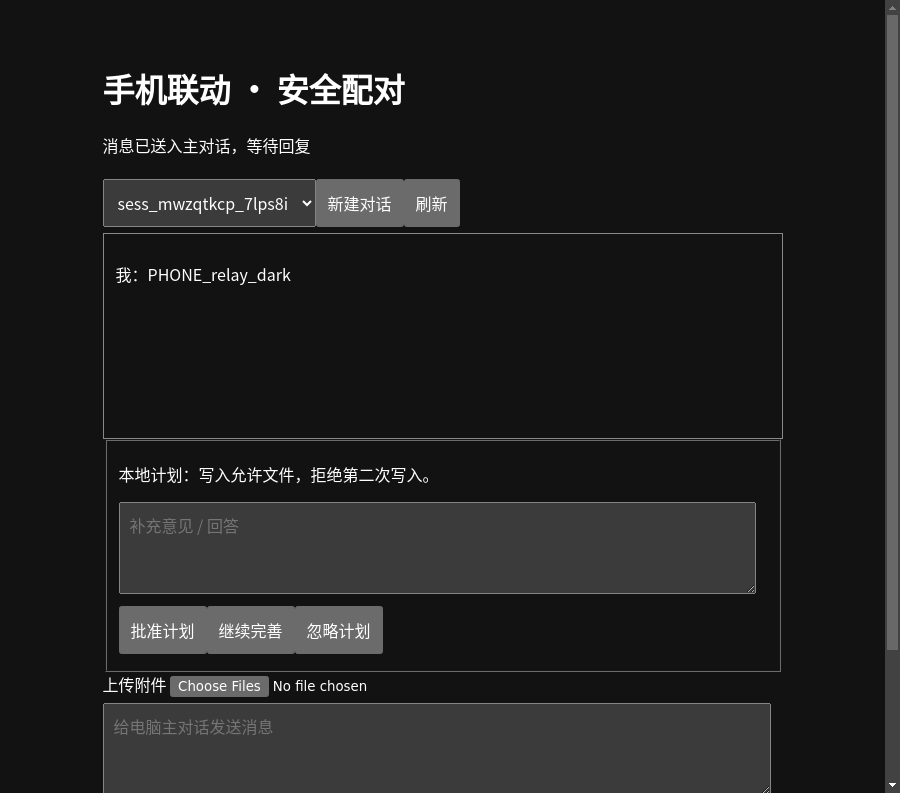 手机联动 · 安全配对
消息已送入主对话，等待回复
sess_mwzqtkcp_7lps8i 新建对话 刷新
我：PHONE_relay_dark
本地计划：写入允许文件，拒绝第二次写入。
补充意见 / 回答
批准计划 继续完善 忽略计划
上传附件 Choose Files No file chosen
给电脑主对话发送消息